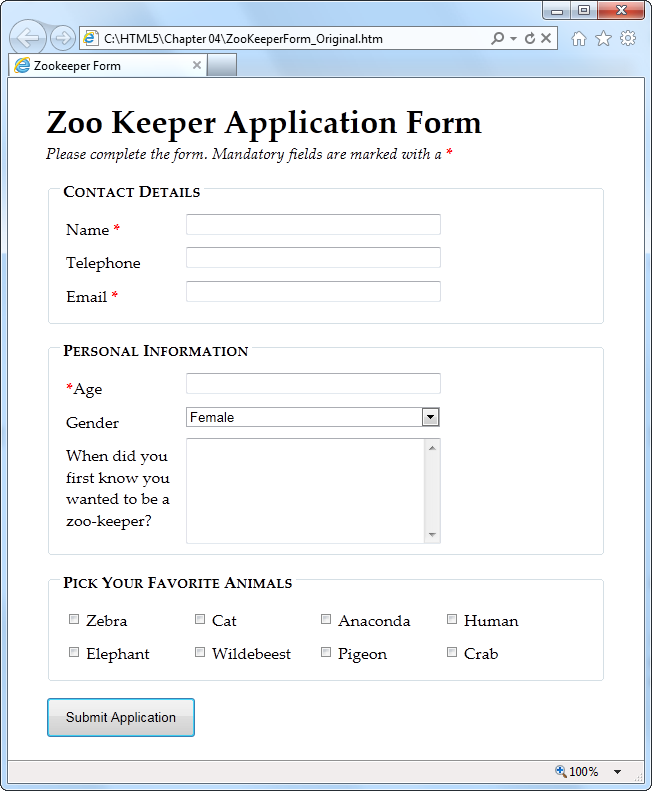 C:\HTML5\Chapter 04\ZooKeeperForm_Original.htm
Zookeeper Form
Zoo Keeper Application Form
Please complete the form. Mandatory fields are marked with a *
Contact Details
Name *
Telephone
Email *
Personal Information
*Age
Gender Female
When did you
first know you
wanted to be a
zoo-keeper?
Pick Your Favorite Animals
Zebra Cat Anaconda Human
Elephant Wildebeest Pigeon Crab
Submit Application
100%